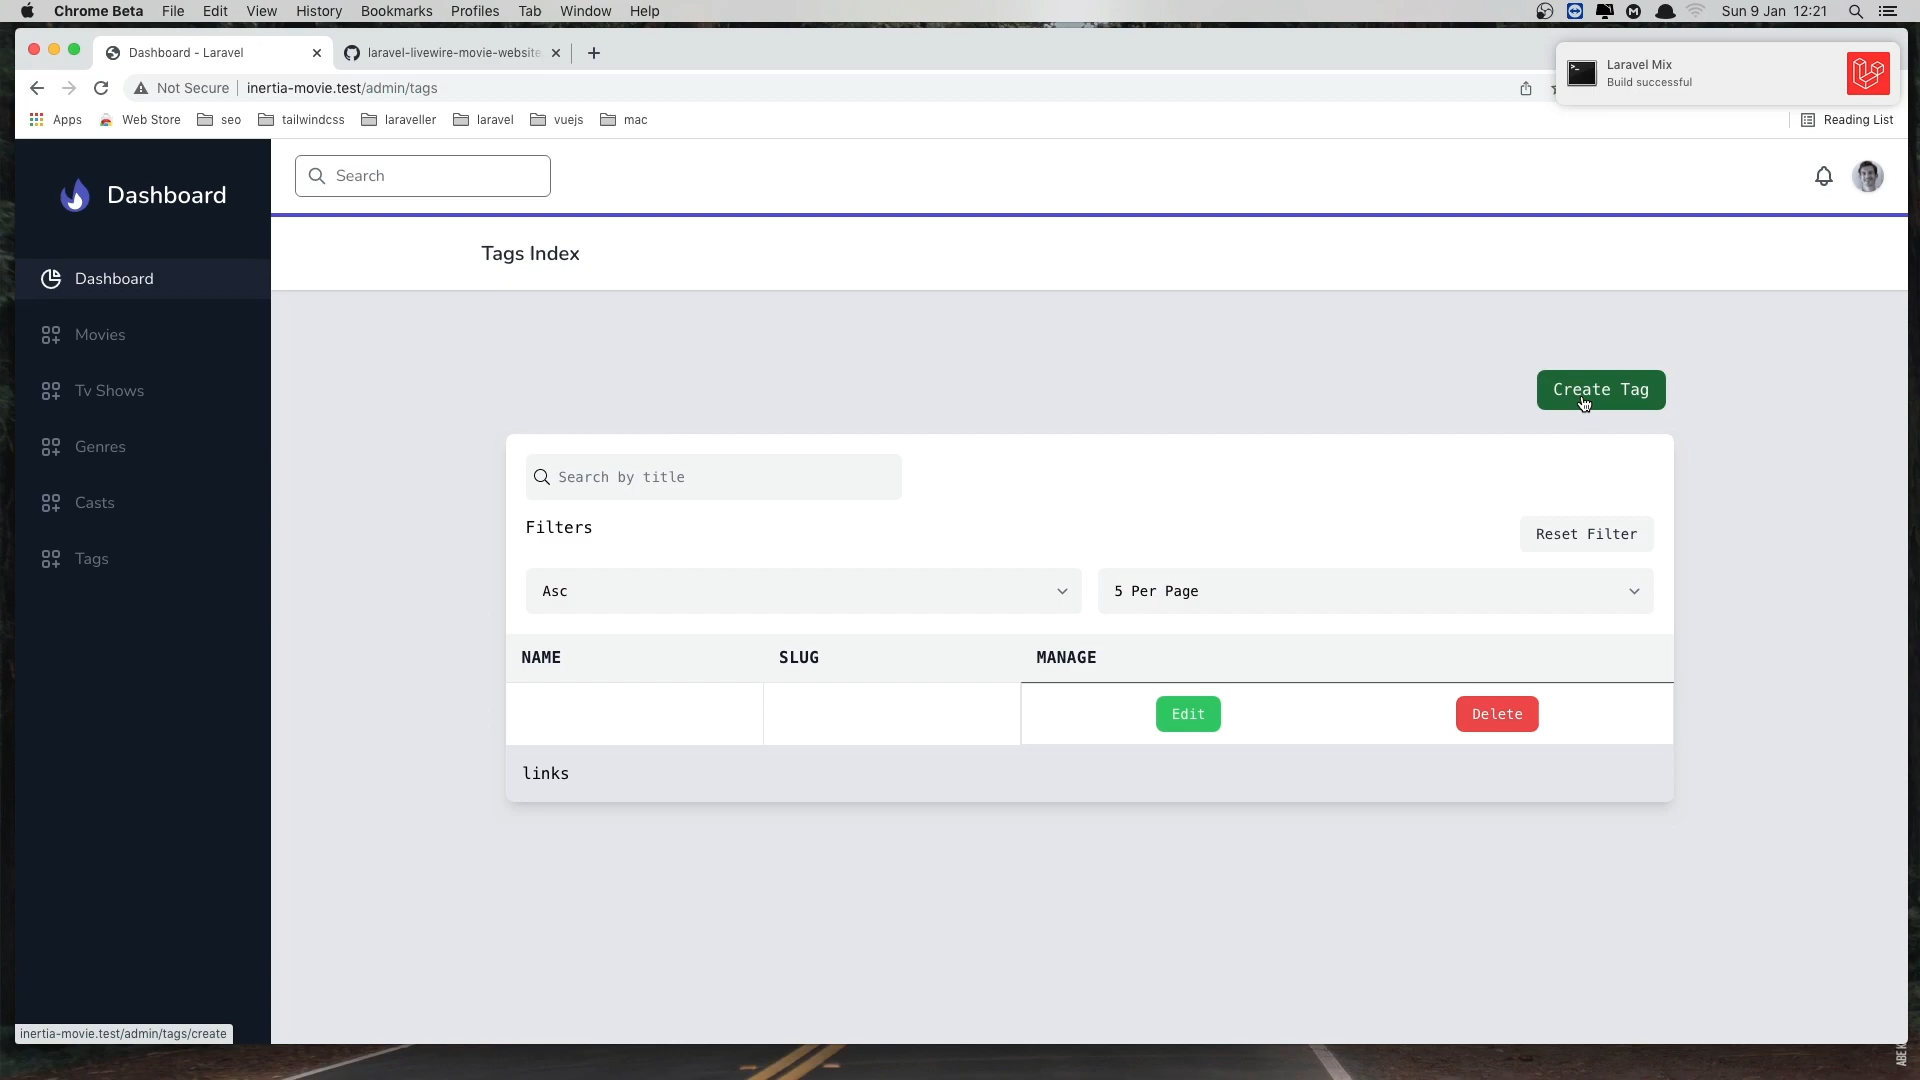 Chrome Beta File Edit View History Bookmarks Profiles Tab Window Help Sun 9 Jan 12:21
Dashboard - Laravel laravel-livewire-movie-website
Laravel Mix
Build successful
Not Secure inertia-movie.test/admin/tags
Apps Web Store seo tailwindcss laraveller laravel vuejs mac Reading List
Dashboard
Search
Tags Index
Dashboard
Movies
Tv Shows
Genres
Casts
Tags
Create Tag
Search by title
Filters
Reset Filter
Asc 5 Per Page
NAME SLUG MANAGE
Edit Delete
links
inertia-movie.test/admin/tags/create